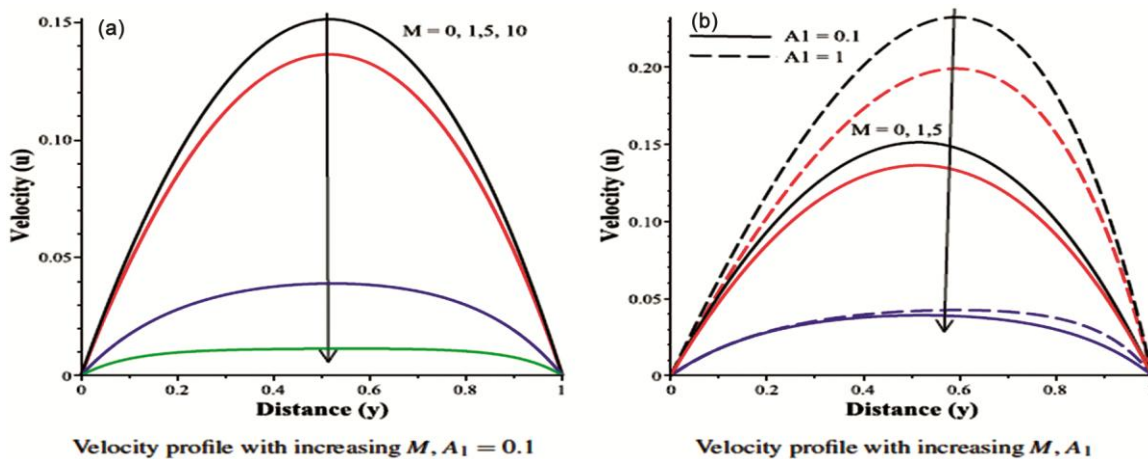 (a)
M = 0, 1,5, 10
0.15
0.10
0.05
0
Velocity (u)
0
0.2
0.4
0.6
0.8
1
Distance (y)
Velocity profile with increasing M, A₁ = 0.1
(b)
A1 = 0.1
A1 = 1
M = 0, 1,5
0.20
0.15
0.10
0.05
0
Velocity (u)
0
0.2
0.4
0.6
0.8
Distance (y)
Velocity profile with increasing M, A₁